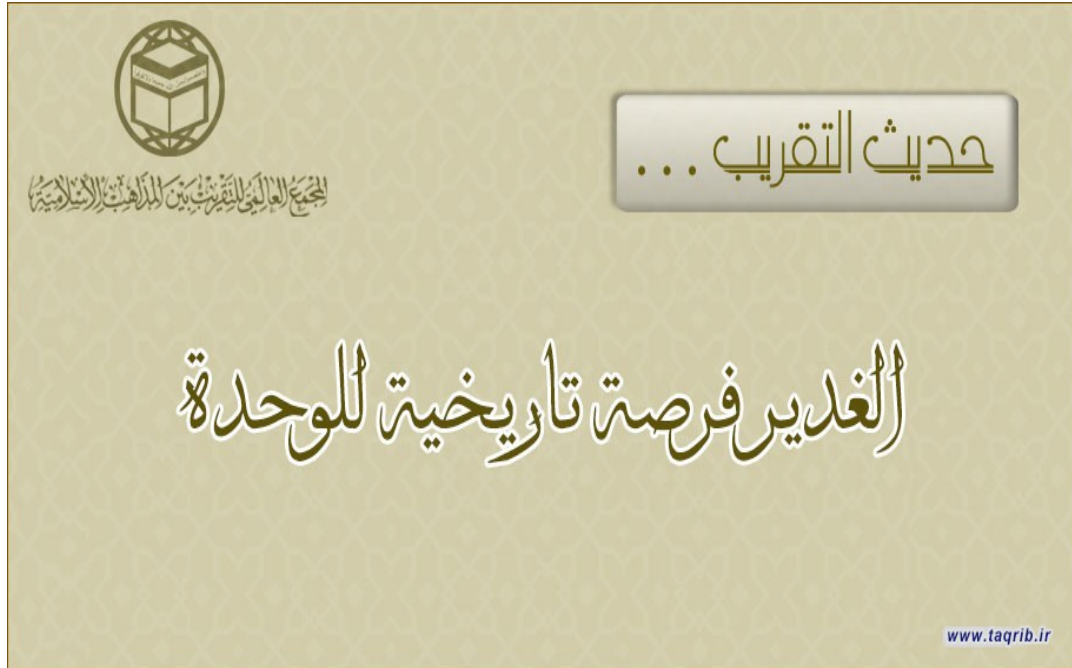 حديث التقريب ...
المجمع العالمي للتقريب بين المذاهب الإسلامية
الغدير فرصة تاريخية للوحدة
www.taqrib.ir